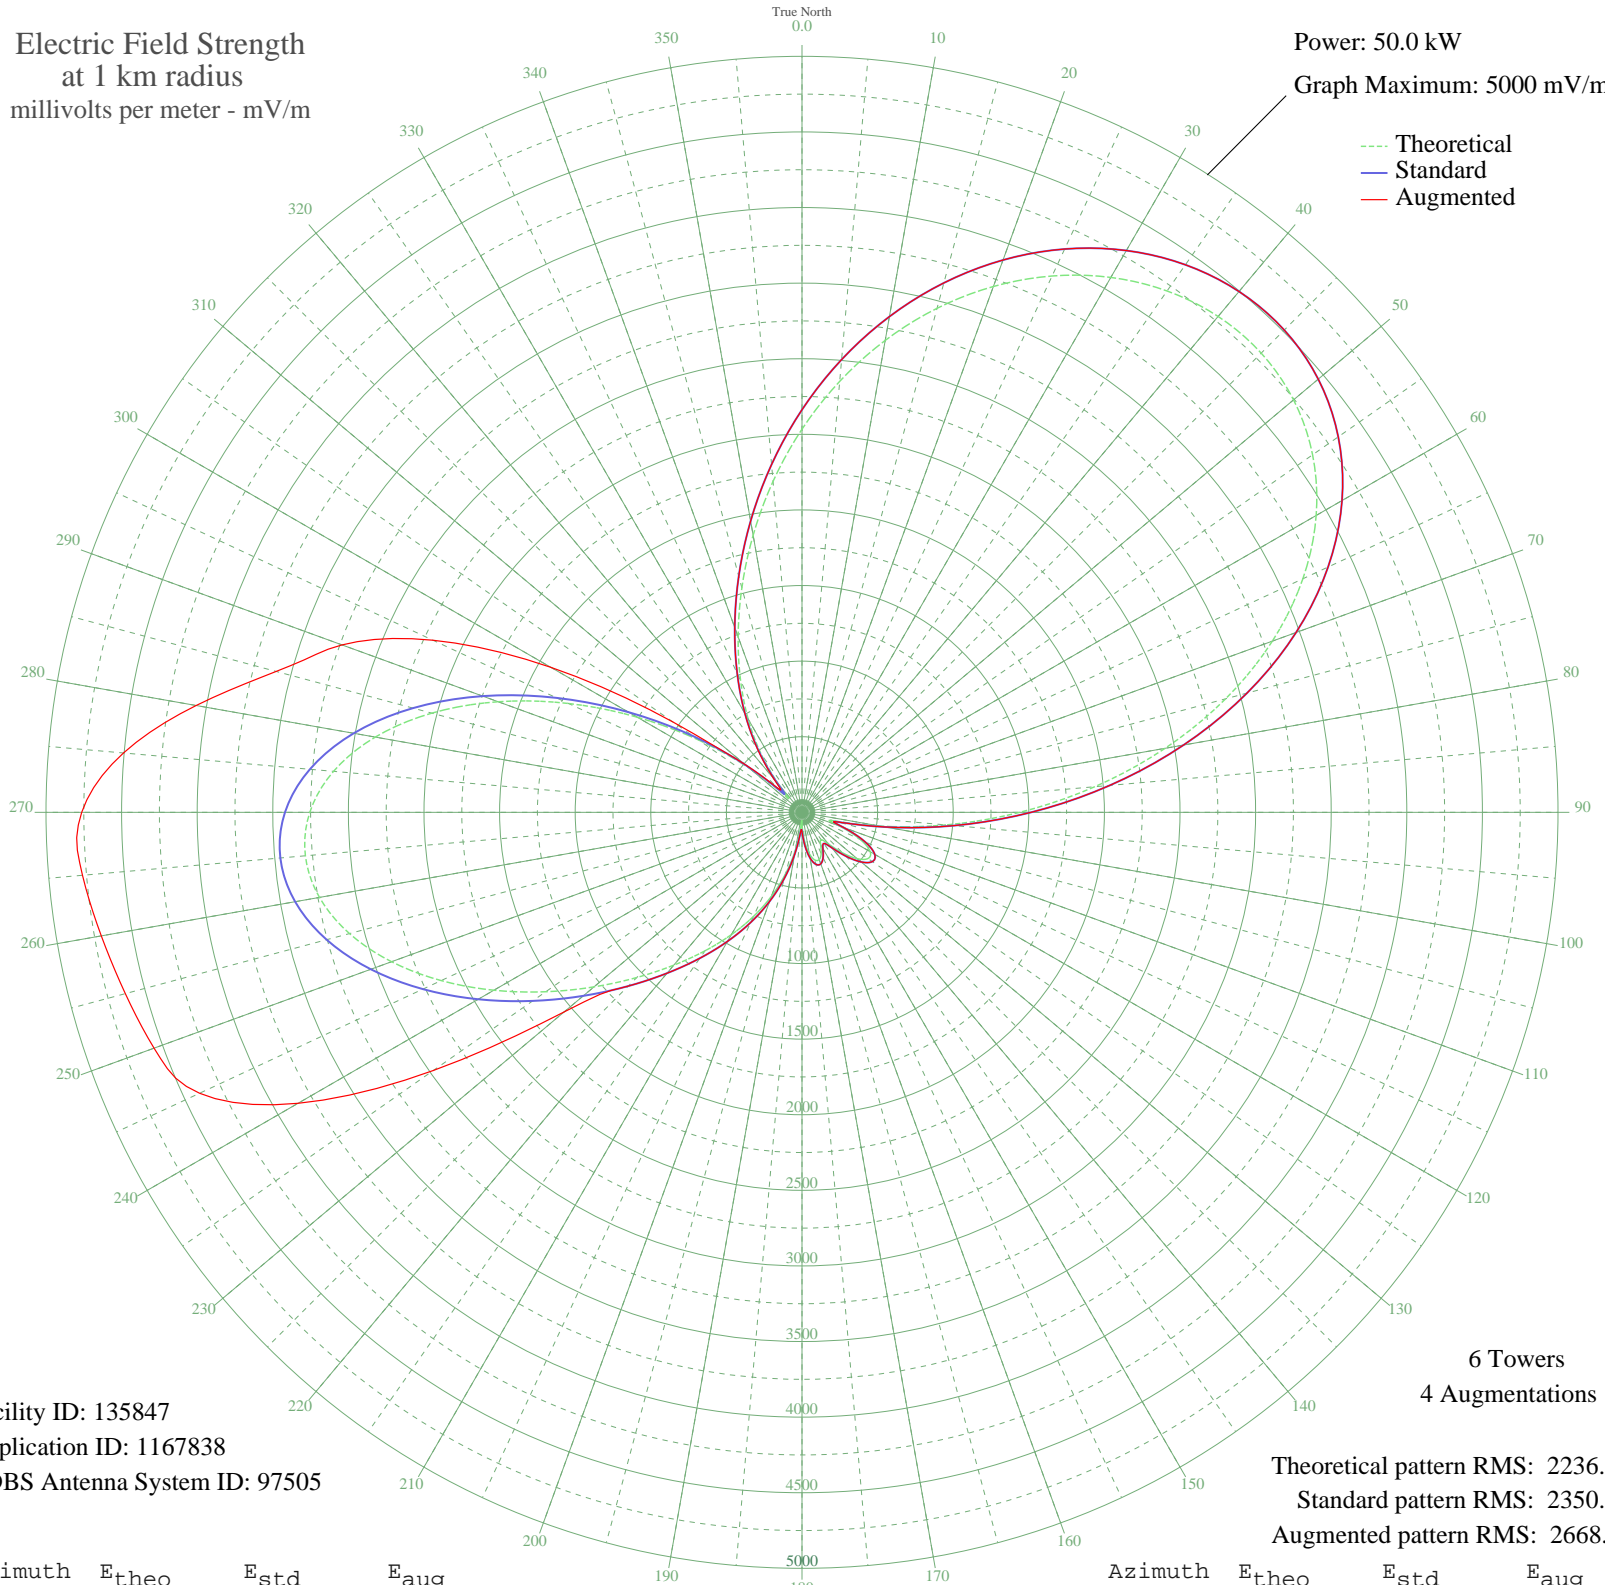 True North
0.0
Electric Field Strength
at 1 km radius
millivolts per meter - mV/m
Power: 50.0 kW
Graph Maximum: 5000 mV/m
Theoretical
Standard
Augmented
350
10
340
20
330
30
320
40
310
50
300
60
290
70
280
80
270
90
260
100
250
110
240
120
230
130
220
140
210
150
200
160
190
170
1000
1500
2000
2500
3000
3500
4000
4500
5000
6 Towers
4 Augmentations
cility ID: 135847
plication ID: 1167838
DBS Antenna System ID: 97505
Theoretical pattern RMS: 2236.
Standard pattern RMS: 2350.
Augmented pattern RMS: 2668.
imuth Etheo Estd Eaug
Azimuth Etheo Estd Eaug